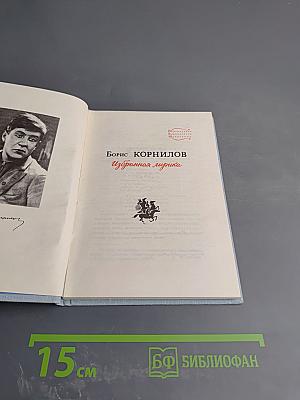 Борис КОРНИЛОВ
Избранная лирика
15 см
БФ БИБЛИОФАН